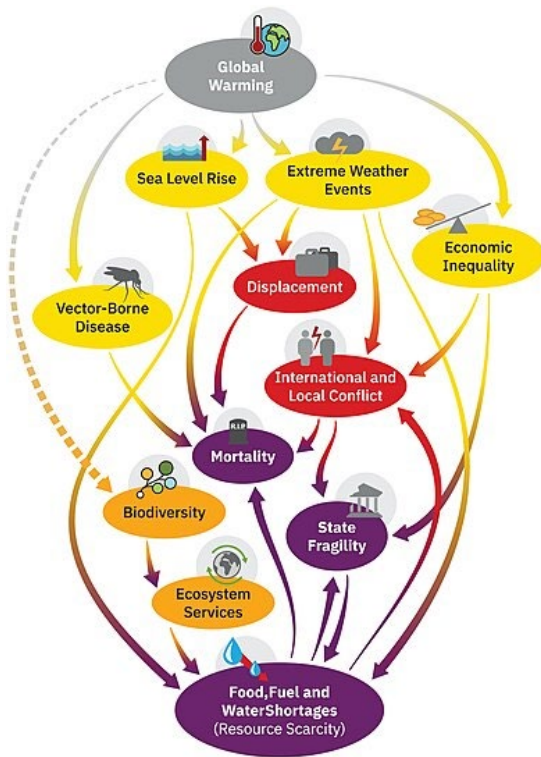 Global
Warming
Sea Level Rise
Extreme Weather
Events
Economic
Inequality
Displacement
Vector-Borne
Disease
International and
Local Conflict
R.I.P
Mortality
Biodiversity
State
Fragility
Ecosystem
Services
Food,Fuel and
WaterShortages
(Resource Scarcity)